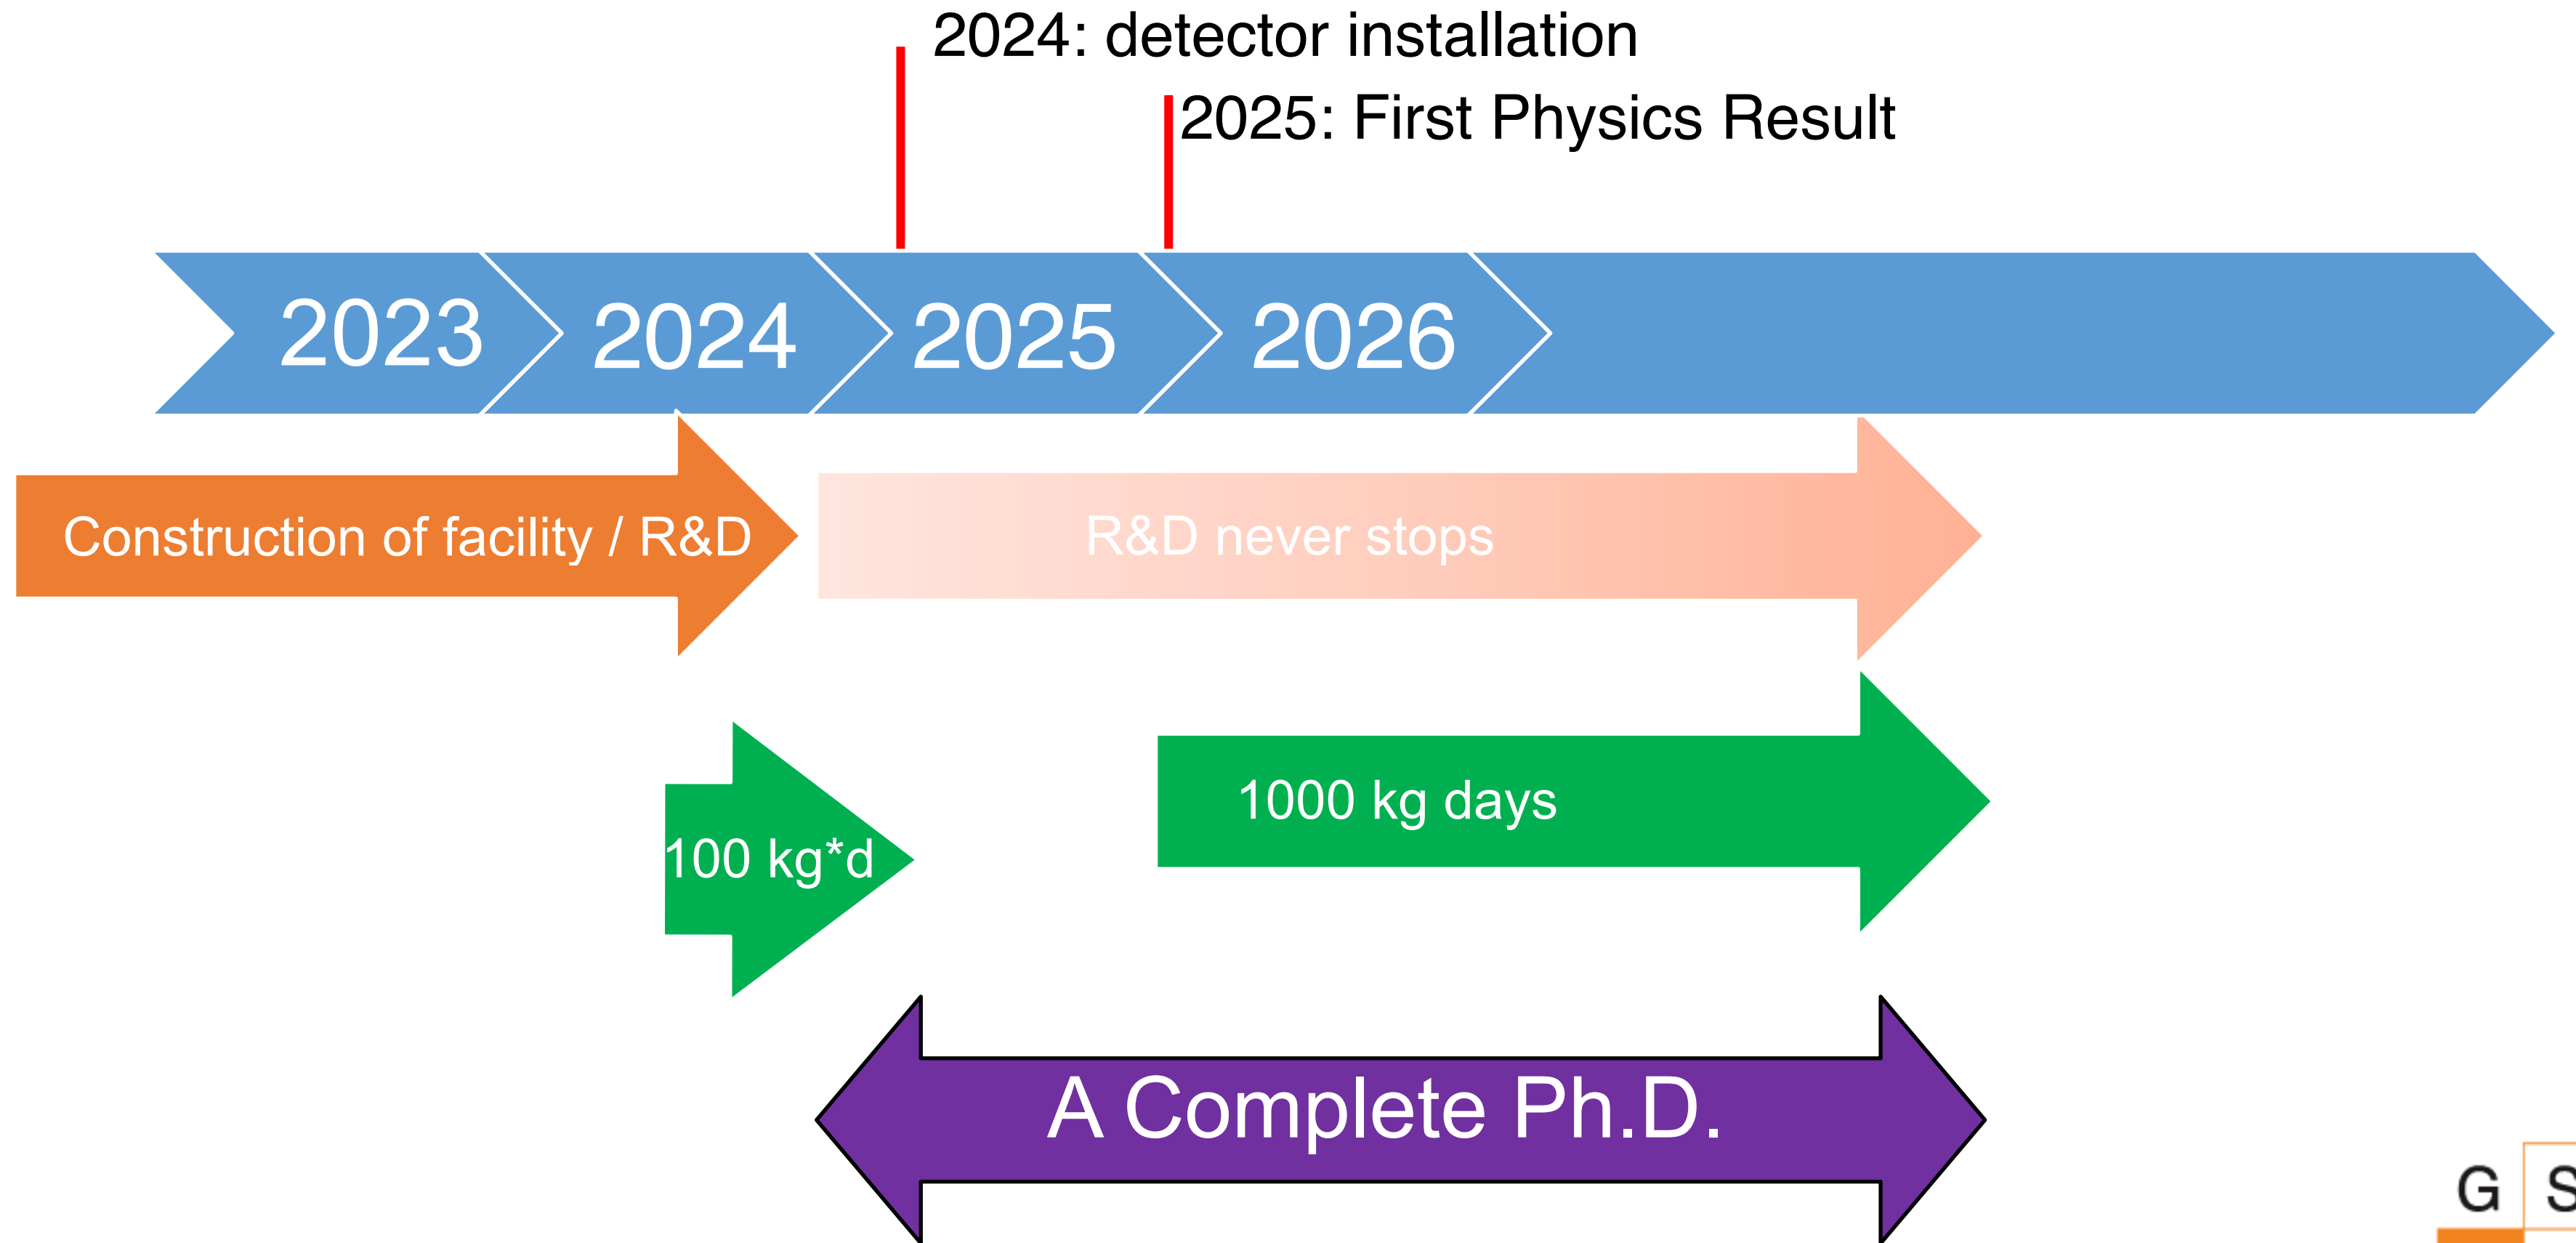 2024: detector installation
2025: First Physics Result
2023 2024 2025 2026
Construction of facility / R&D
R&D never stops
1000 kg days
100 kg*d
A Complete Ph.D.
G S